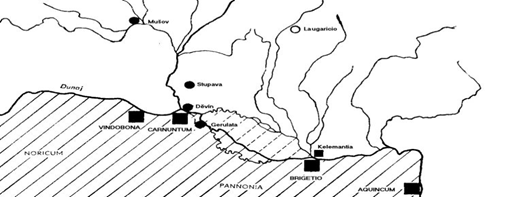 Mušov
Laugaricio
Stupava
Dunaj
Děvín
Gerulata
VINDOBONA
CARNUNTUM
Kelemantia
NORICUM
BRIGETIO
PANNONIA
AQUINCUM